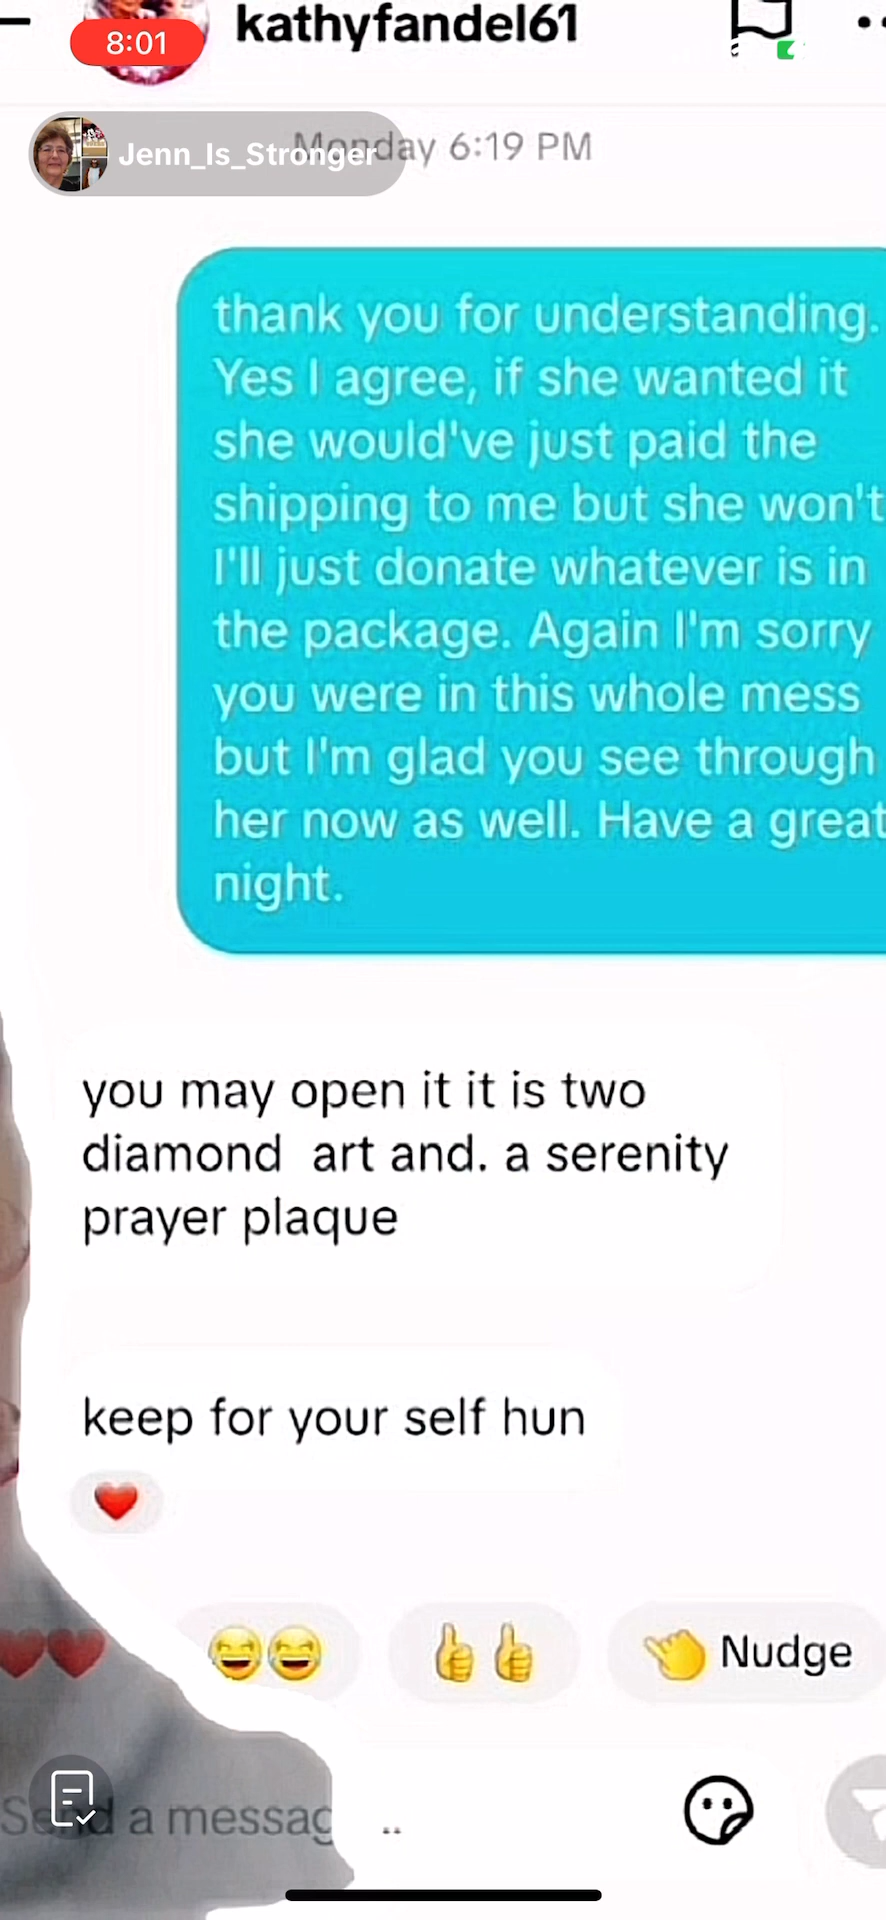 kathyfandel61
8:01
Monday 6:19 PM
Jenn_Is_Stronger
thank you for understanding.
Yes I agree, if she wanted it
she would've just paid the
shipping to me but she won't
I'll just donate whatever is in
the package. Again I'm sorry
you were in this whole mess
but I'm glad you see through
her now as well. Have a great
night.
you may open it it is two
diamond  art and. a serenity
prayer plaque
keep for your self hun
Nudge
Send a messag ..